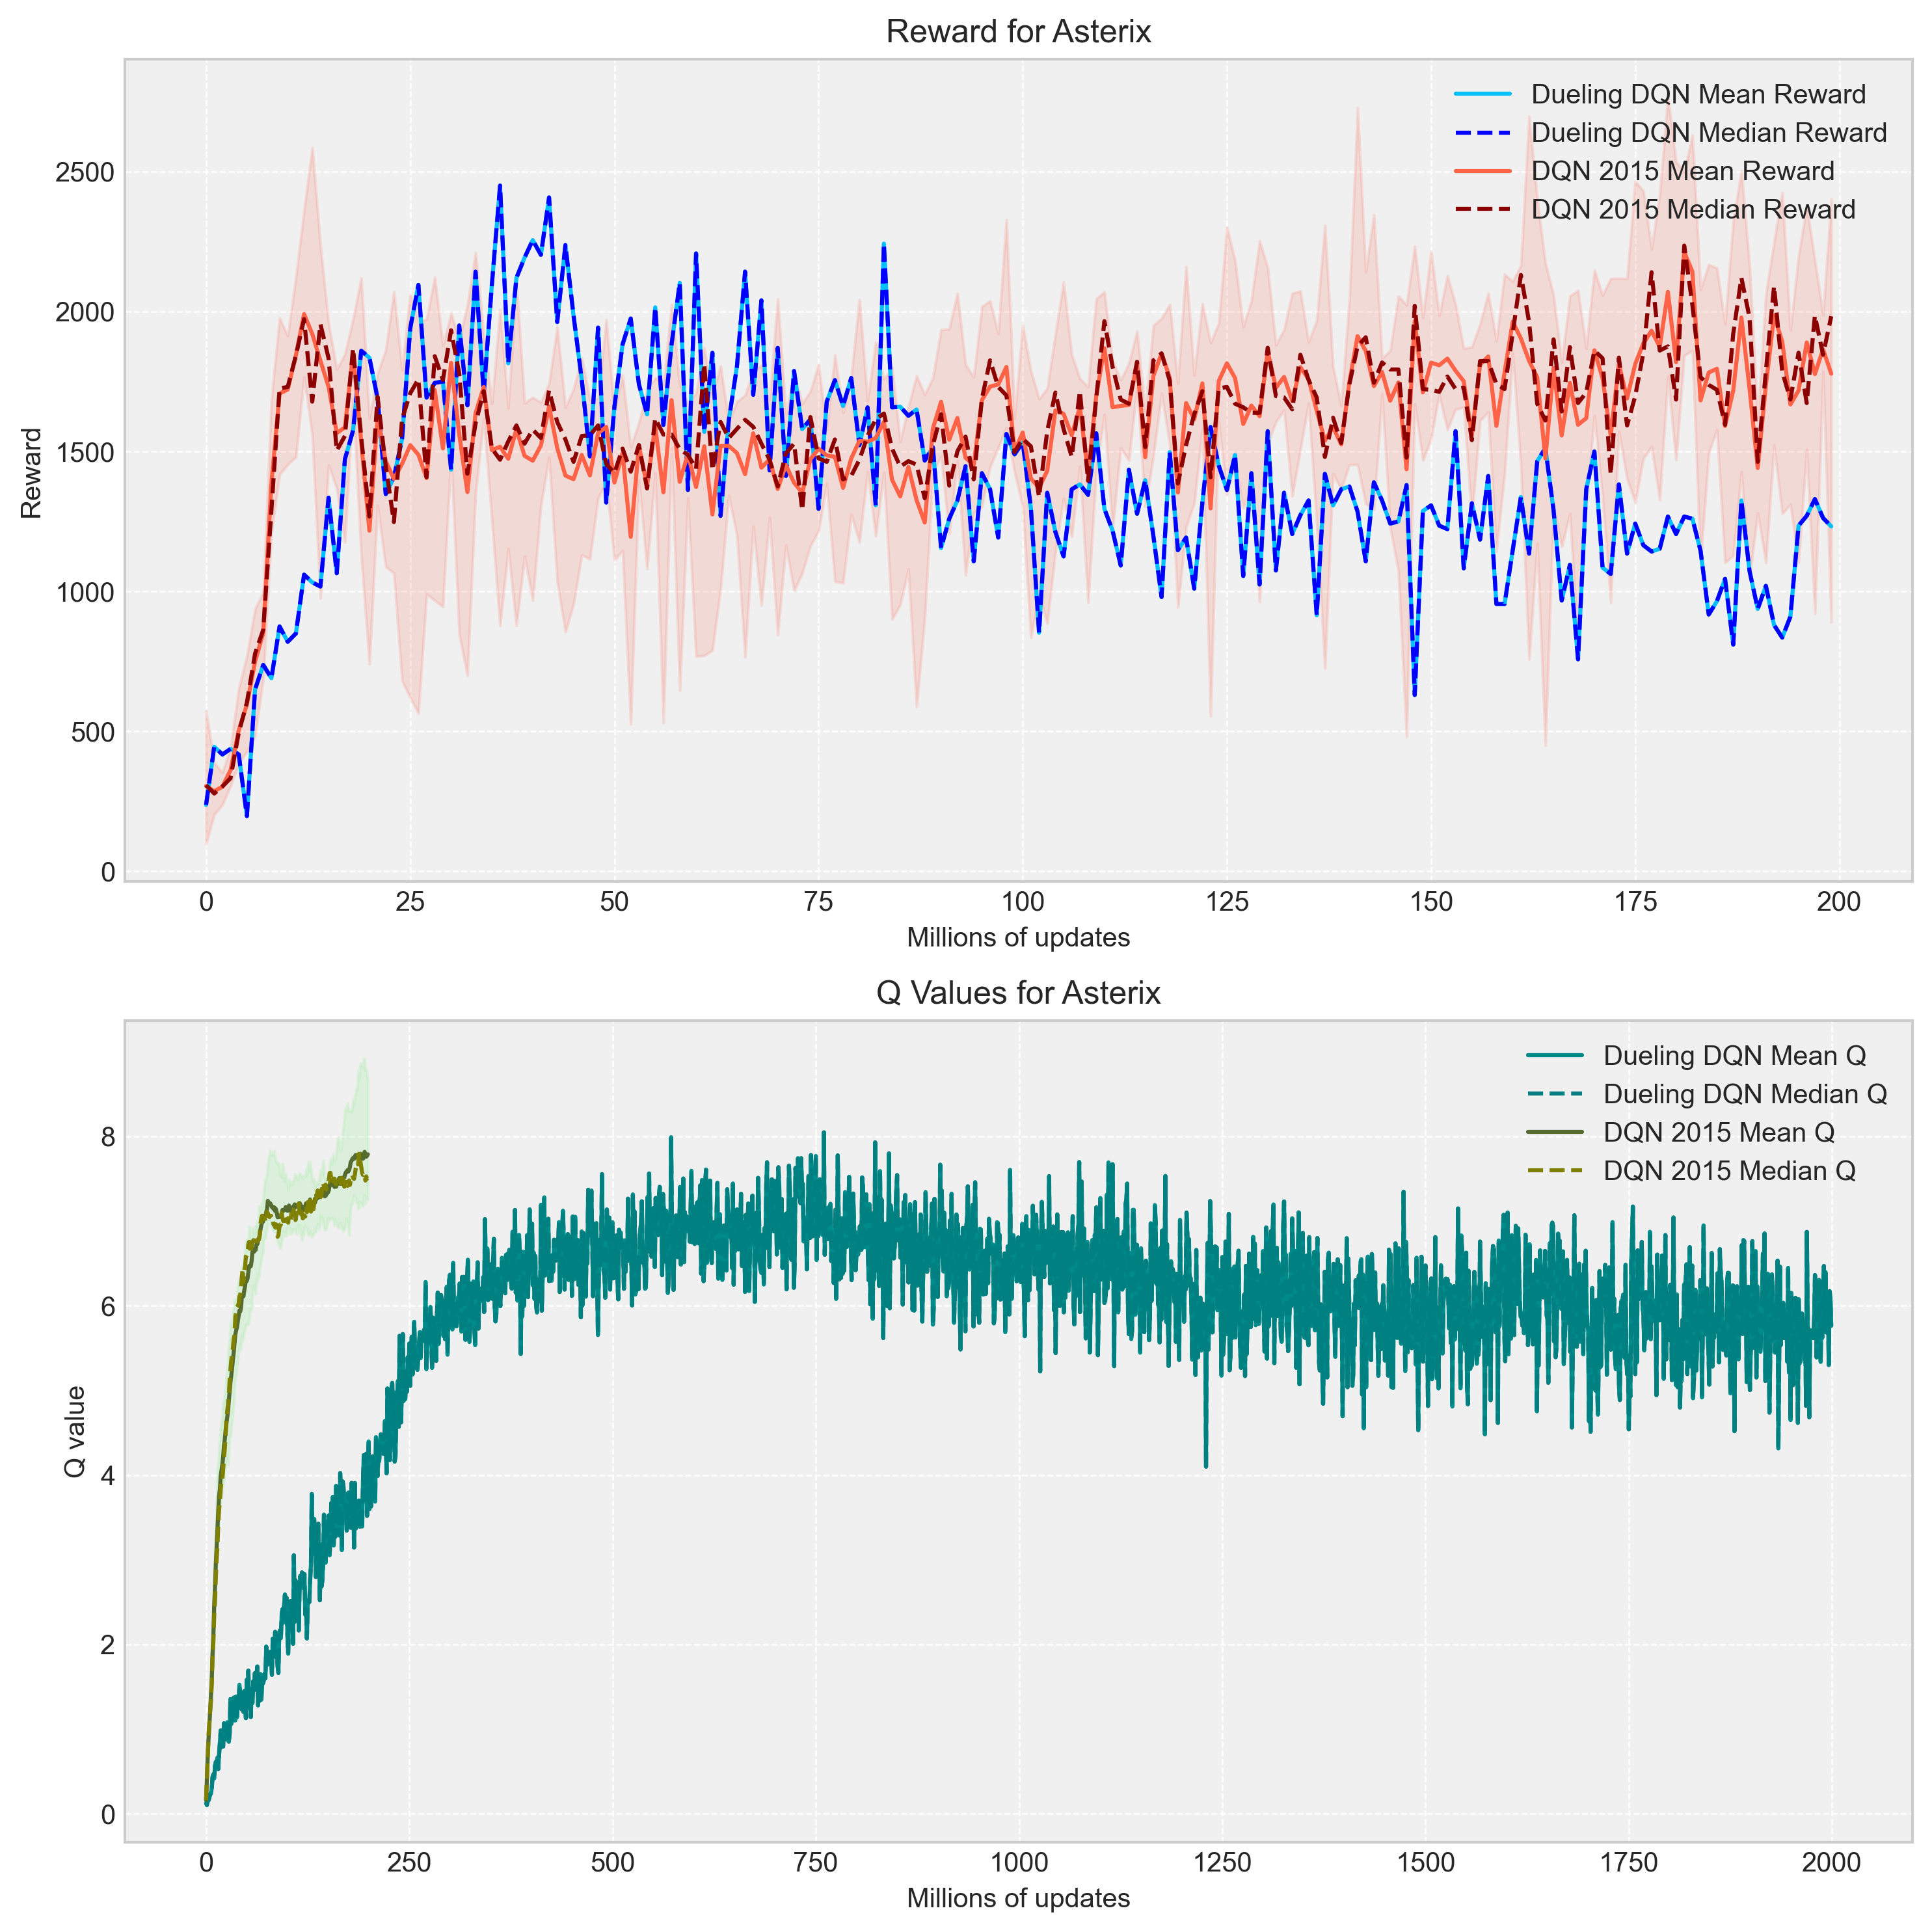 Reward for Asterix
Dueling DQN Mean Reward
Dueling DQN Median Reward
DQN 2015 Mean Reward
DQN 2015 Median Reward
Reward
2500
2000
1500
1000
500
0
0 25 50 75 100 125 150 175 200
Millions of updates
Q Values for Asterix
Dueling DQN Mean Q
Dueling DQN Median Q
DQN 2015 Mean Q
DQN 2015 Median Q
Q value
8
6
4
2
0
0 250 500 750 1000 1250 1500 1750 2000
Millions of updates